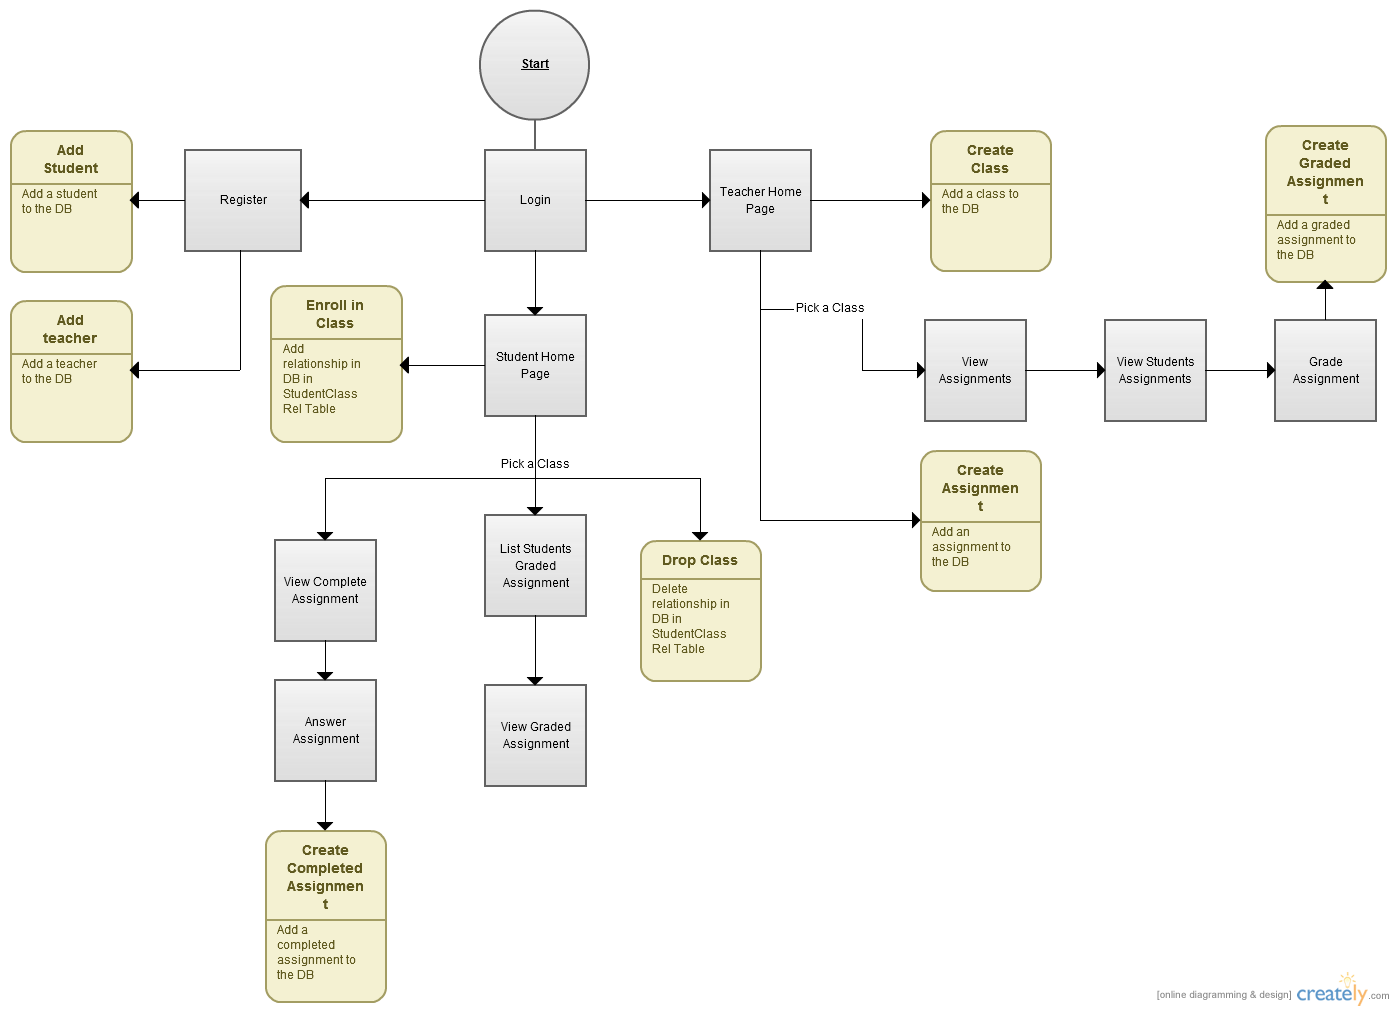 Start
Add
Student
Add a student
to the DB
Register
Login
Teacher Home
Page
Create
Class
Add a class to
the DB
Create
Graded
Assignmen
t
Add a graded
assignment to
the DB
Add
teacher
Add a teacher
to the DB
Enroll in
Class
Add
relationship in
DB in
StudentClass
Rel Table
Student Home
Page
Pick a Class
View
Assignments
View Students
Assignments
Grade
Assignment
Pick a Class
Create
Assignmen
t
Add an
assignment to
the DB
View Complete
Assignment
List Students
Graded
Assignment
Drop Class
Delete
relationship in
DB in
StudentClass
Rel Table
Answer
Assignment
View Graded
Assignment
Create
Completed
Assignmen
t
Add a
completed
assignment to
the DB
[online diagramming & design] creately.com